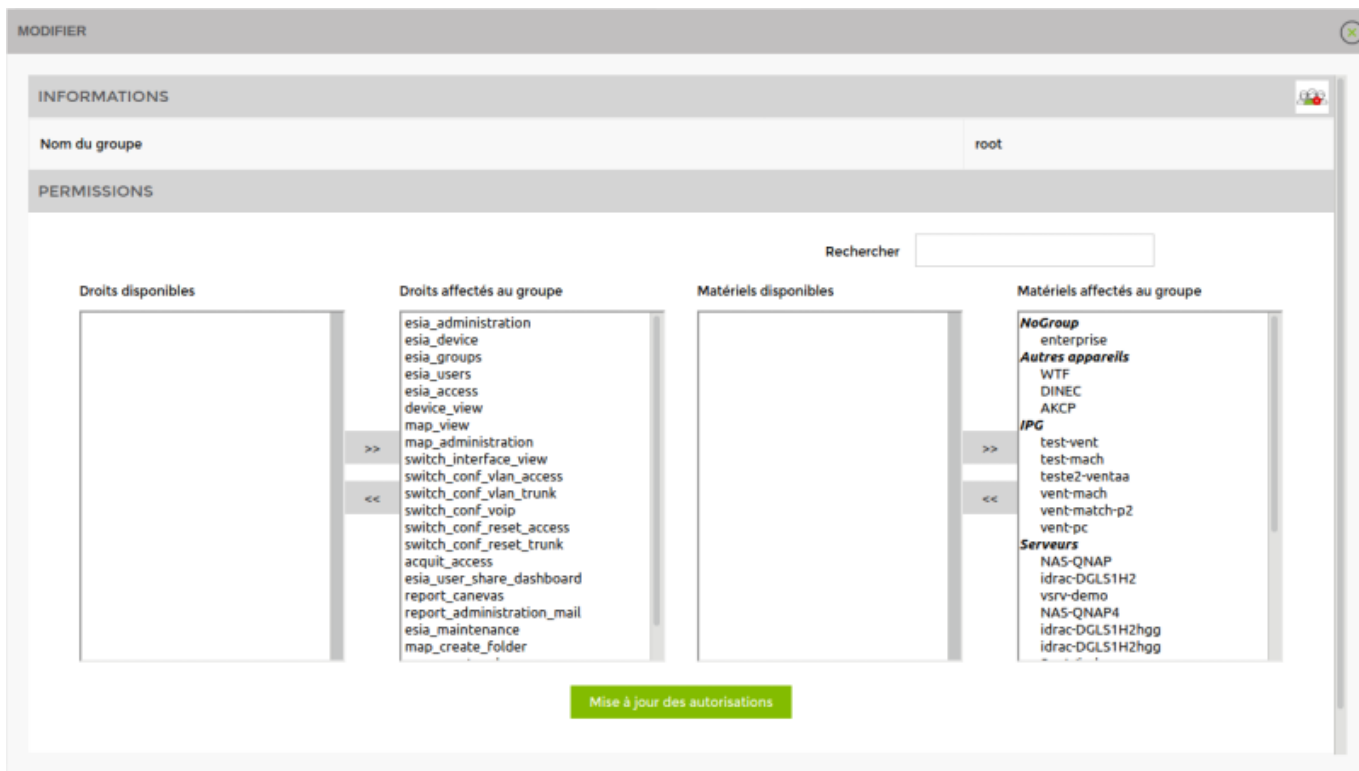 MODIFIER
INFORMATIONS
Nom du groupe
root
PERMISSIONS
Rechercher
Droits disponibles
Droits affectés au groupe
Matériels disponibles
Matériels affectés au groupe
esia_administration
esia_device
esia_groups
esia_users
esia_access
device_view
map_view
map_administration
switch_interface_view
switch_conf_vlan_access
switch_conf_vlan_trunk
switch_conf_voip
switch_conf_reset_access
switch_conf_reset_trunk
acquit_access
esia_user_share_dashboard
report_canevas
report_administration_mail
esia_maintenance
map_create_folder
>>
<<
NoGroup
enterprise
Autres appareils
WTF
DINEC
AKCP
IPG
test-vent
test-mach
teste2-ventaa
vent-mach
vent-match-p2
vent-pc
Serveurs
NAS-QNAP
idrac-DGLS1H2
vsrv-demo
NAS-QNAP4
idrac-DGLS1H2hgg
idrac-DGLS1H2hgg
>>
<<
Mise à jour des autorisations